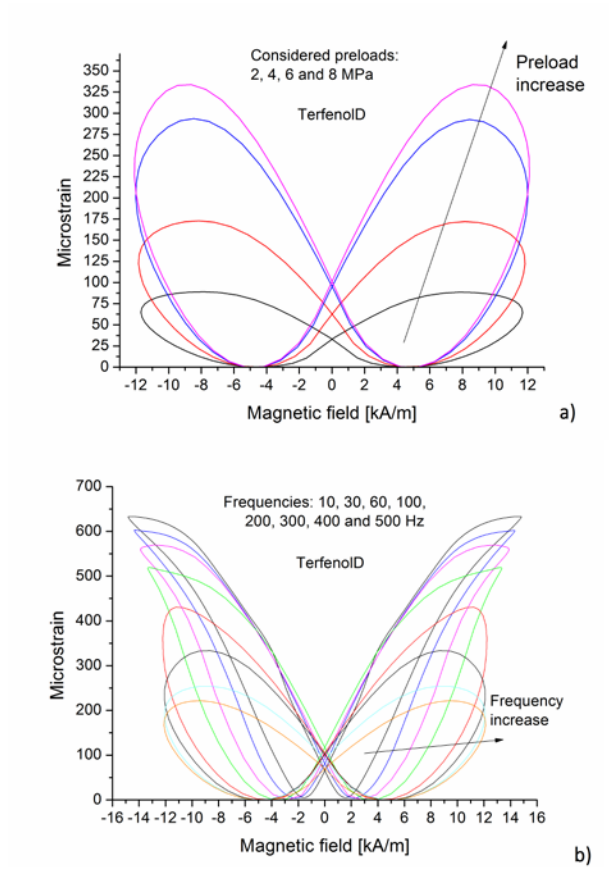 Considered preloads:
2, 4, 6 and 8 MPa
TerfenolD
Preload
increase
350
325
300
275
250
225
200
175
150
125
100
75
50
25
0
Microstrain
-12 -10 -8 -6 -4 -2 0 2 4 6 8 10 12
Magnetic field [kA/m]
a)
Frequencies: 10, 30, 60, 100,
200, 300, 400 and 500 Hz
TerfenolD
700
600
500
400
300
200
100
0
Microstrain
Frequency
increase
-16 -14 -12 -10 -8 -6 -4 -2 0 2 4 6 8 10 12 14 16
Magnetic field [kA/m]
b)